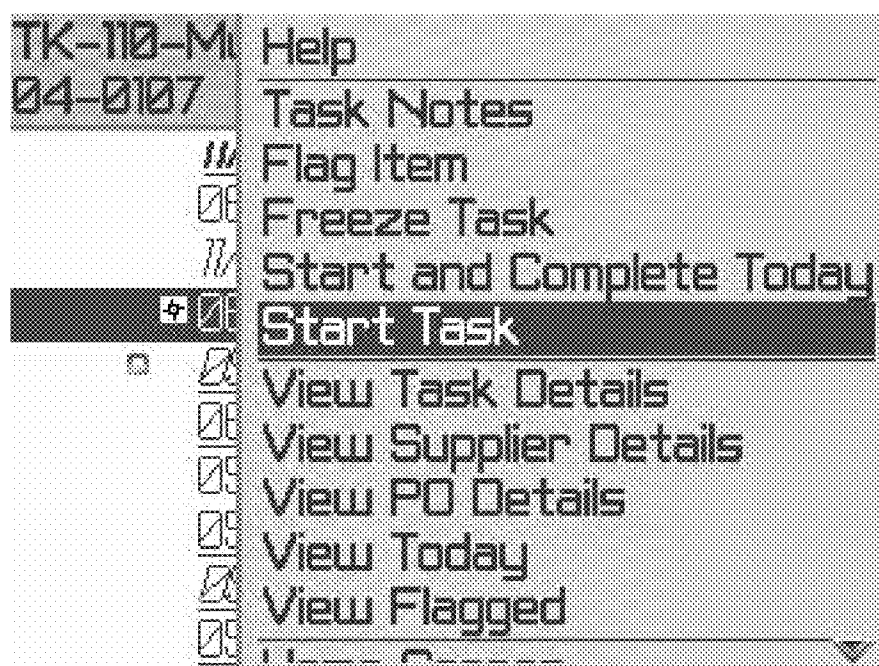 TK-110-Mu
04-0107
Help
Task Notes
Flag Item
Freeze Task
Start and Complete Today
Start Task
View Task Details
View Supplier Details
View PO Details
View Today
View Flagged